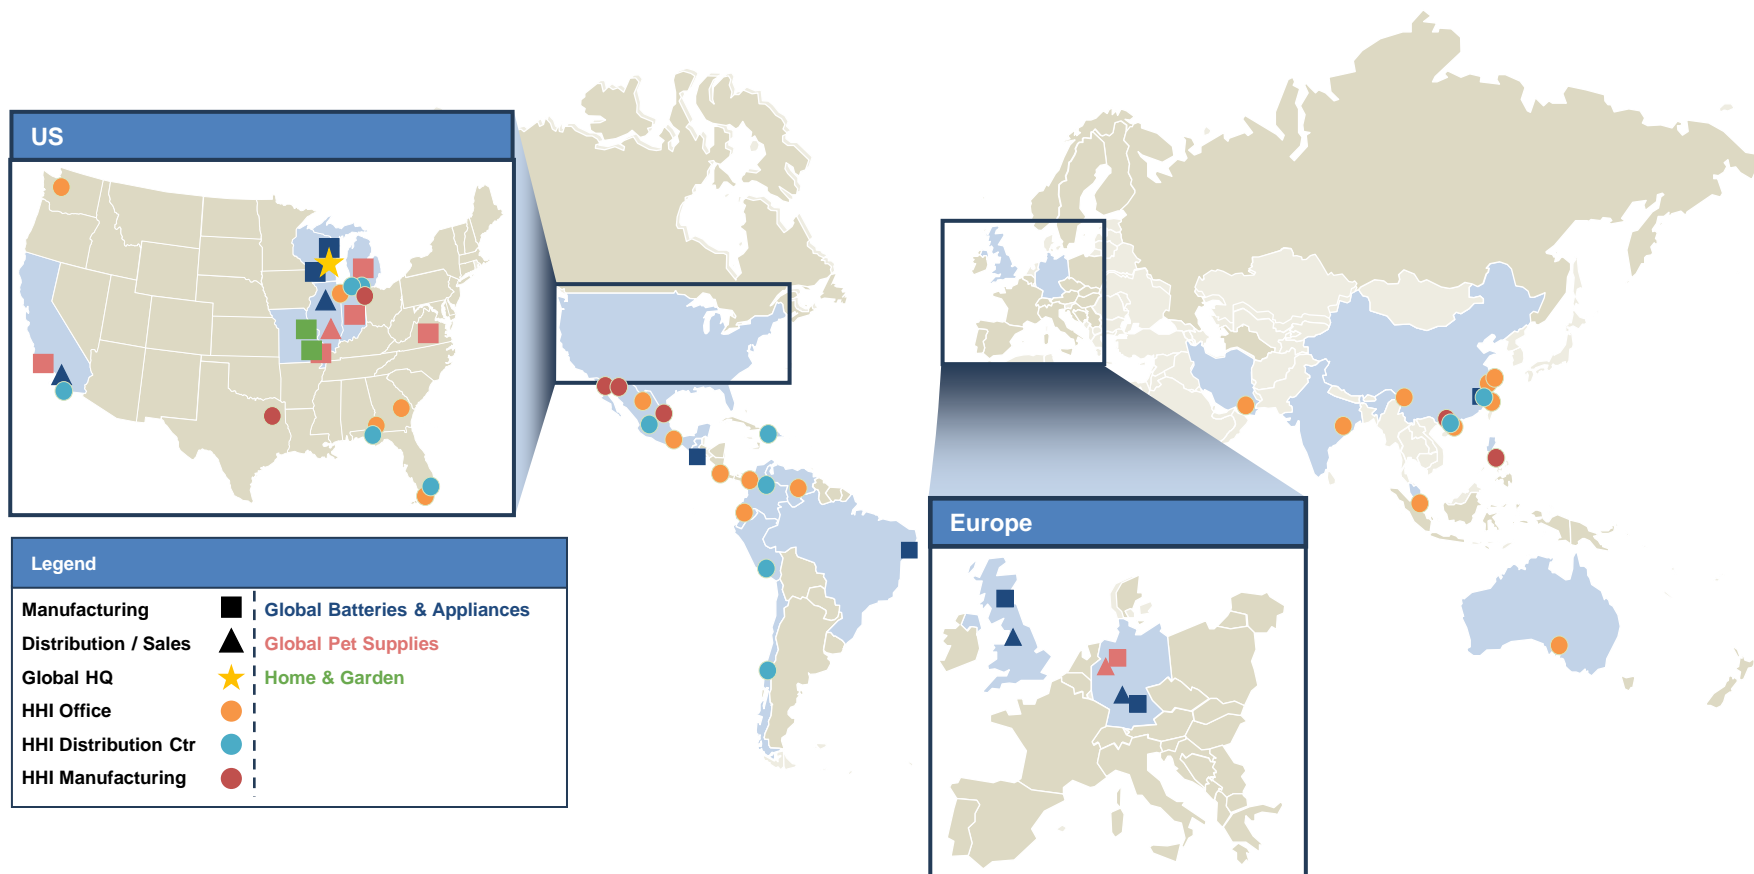 US
Legend
Manufacturing
Global Batteries & Appliances
Distribution / Sales
Global Pet Supplies
Global HQ
Home & Garden
HHI Office
HHI Distribution Ctr
HHI Manufacturing
Europe